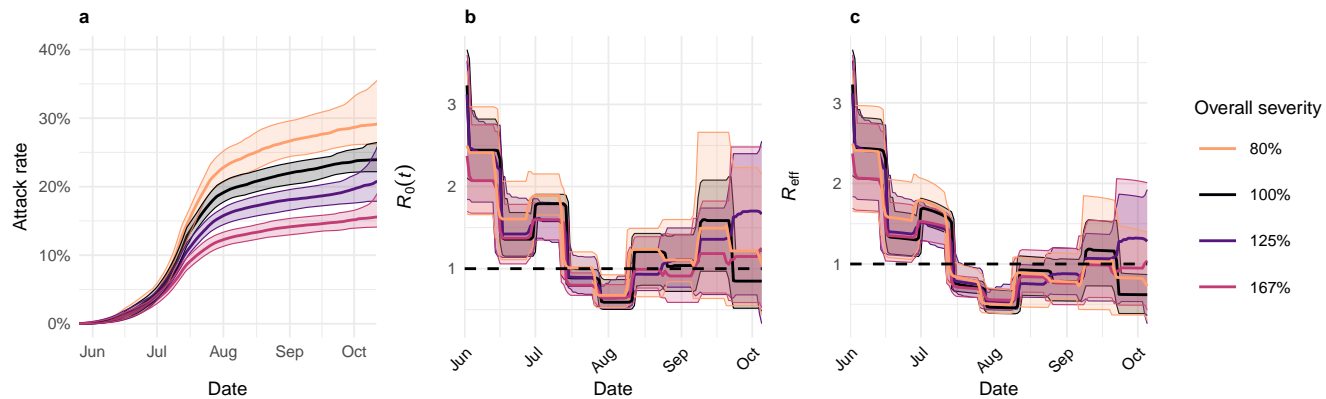 a
b
c
Attack rate
40%
30%
20%
10%
0%
Jun
Jul
Aug
Sep
Oct
Date
R₀(t)
3
2
1
Jun
Jul
Aug
Sep
Oct
Date
Reff
3
2
1
Jun
Jul
Aug
Sep
Oct
Date
Overall severity
80%
100%
125%
167%